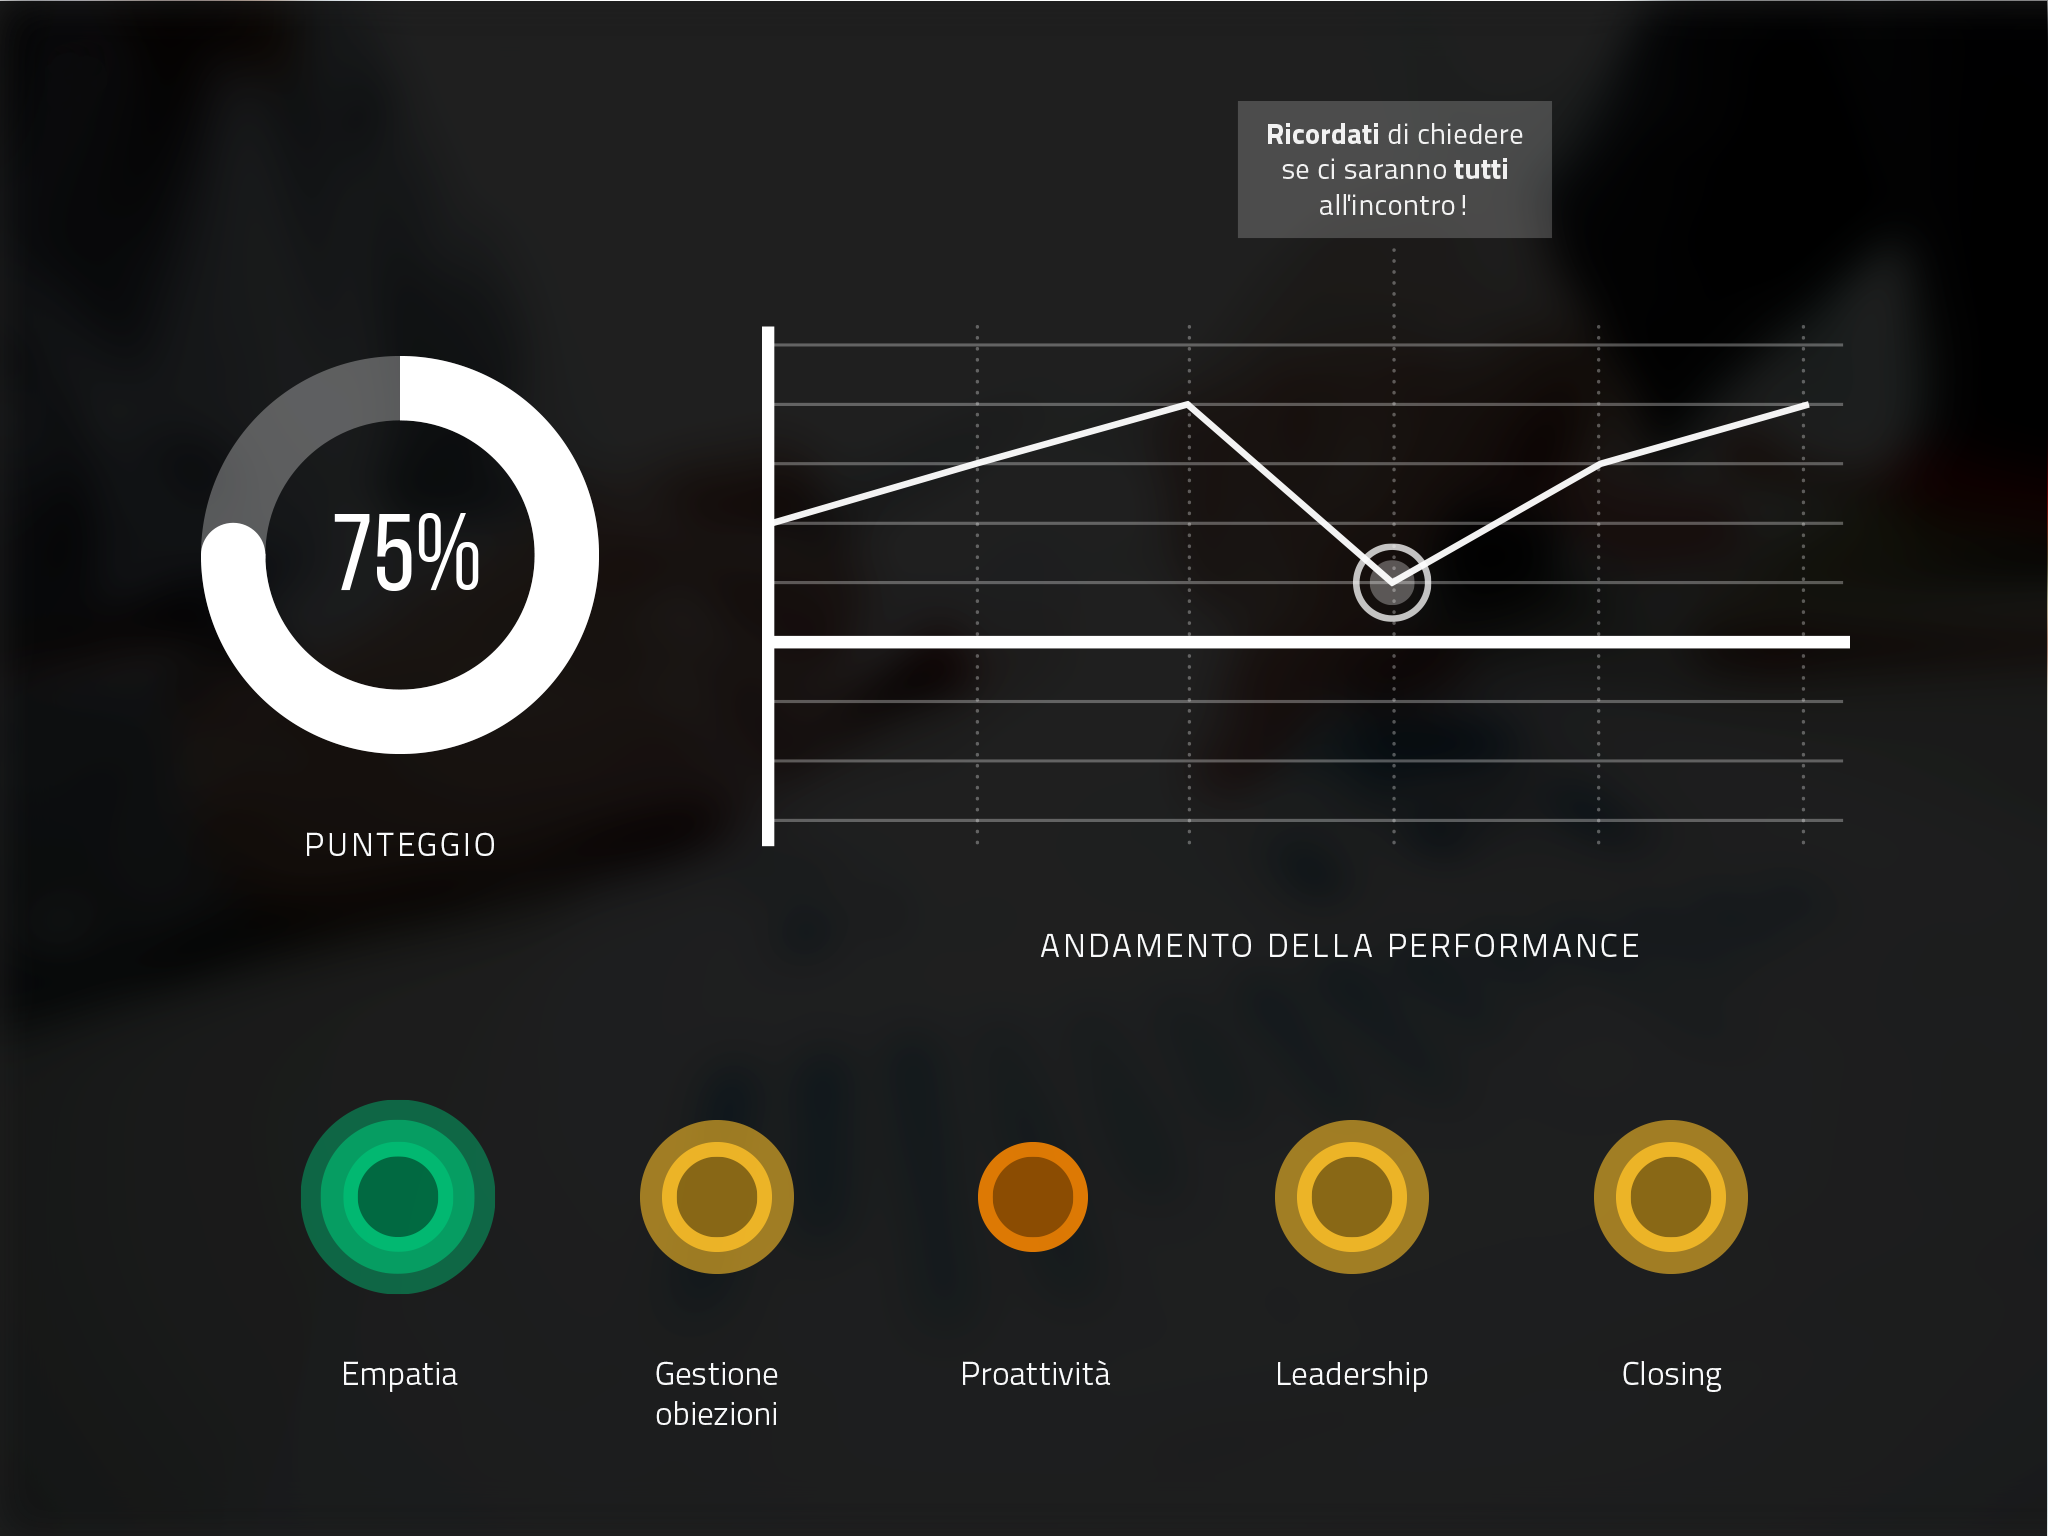 Ricordati di chiedere
se ci saranno tutti
all'incontro!
75%
PUNTEGGIO
ANDAMENTO DELLA PERFORMANCE
Empatia
Gestione
obiezioni
Proattività
Leadership
Closing